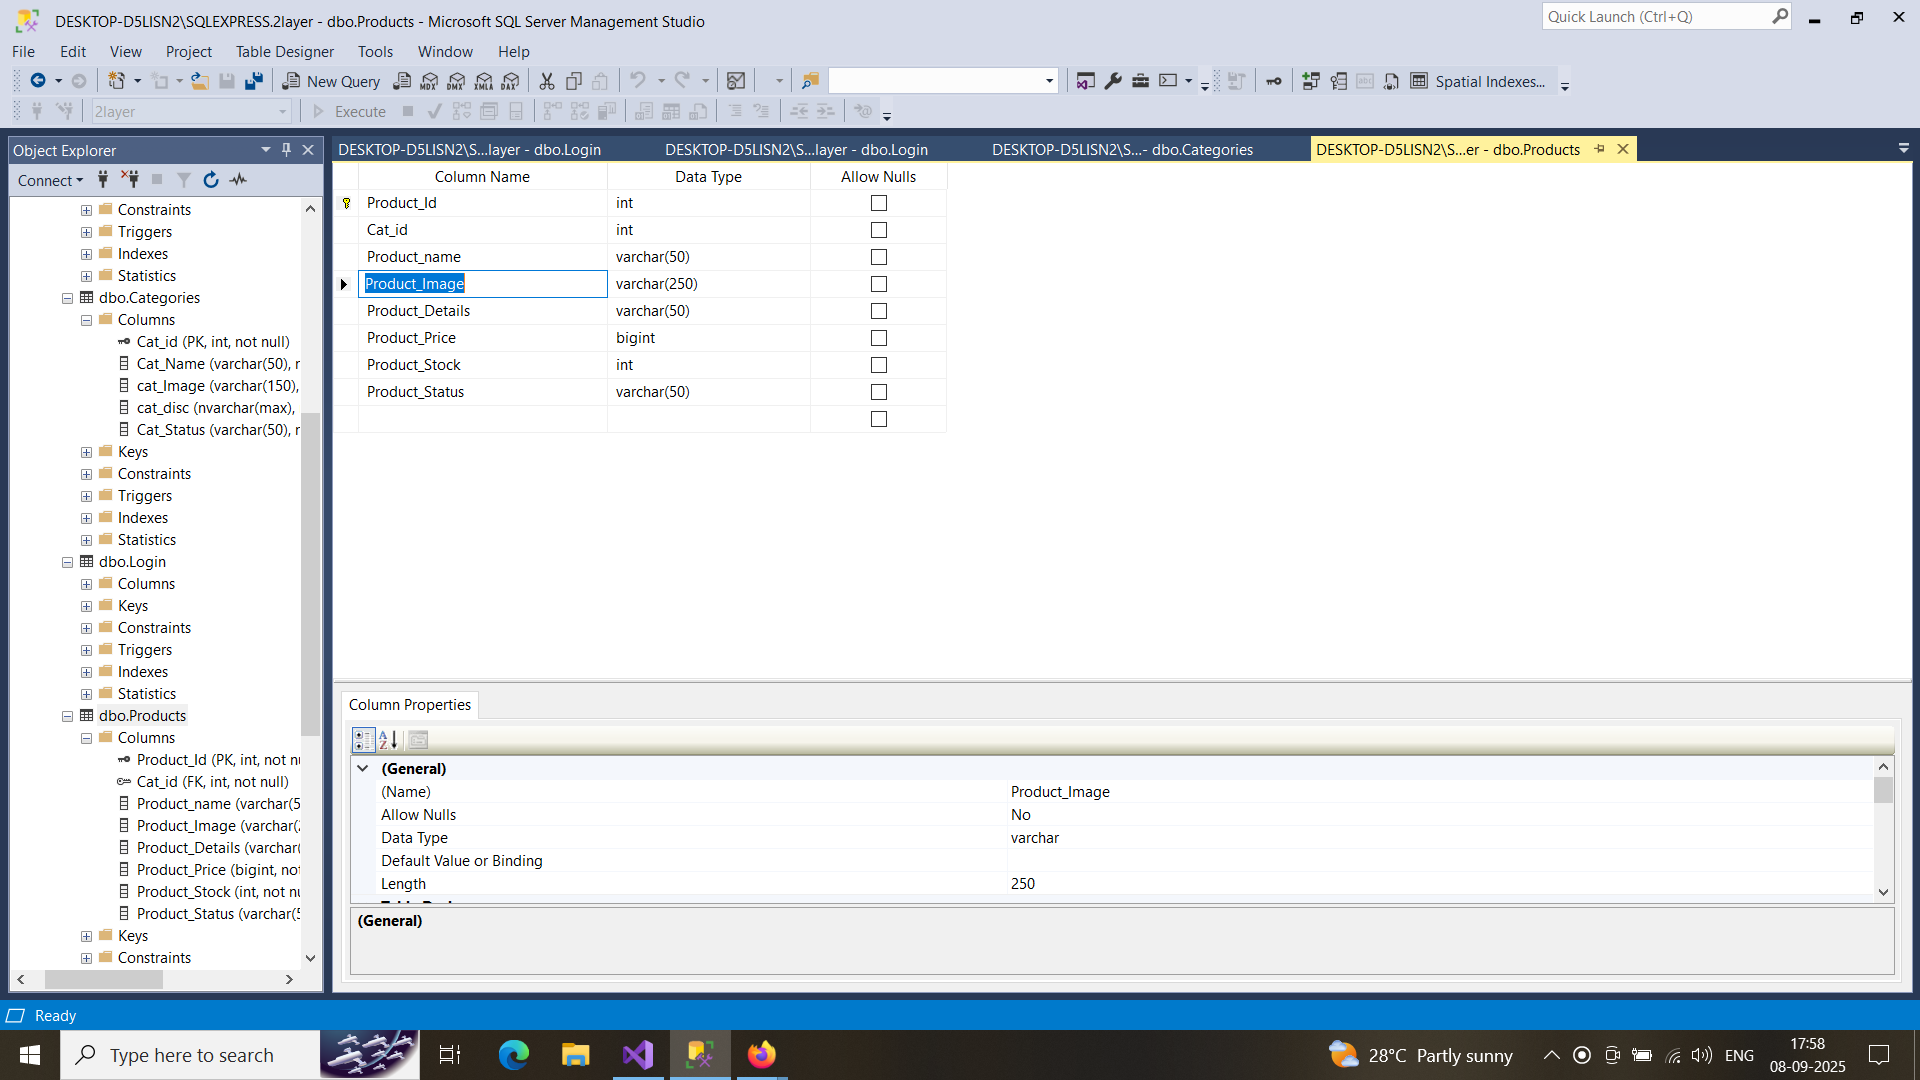 DESKTOP-D5LISN2\SQLEXPRESS.2layer - dbo.Products - Microsoft SQL Server Management Studio
Quick Launch (Ctrl+Q)
File Edit View Project Table Designer Tools Window Help
New Query MDX DMX XMLA DAX Spatial Indexes...
2layer Execute
Object Explorer
DESKTOP-D5LISN2\S...layer - dbo.Login DESKTOP-D5LISN2\S...layer - dbo.Login DESKTOP-D5LISN2\S...- dbo.Categories DESKTOP-D5LISN2\S...er - dbo.Products
Connect
Constraints
Triggers
Indexes
Statistics
dbo.Categories
Columns
Cat_id (PK, int, not null)
Cat_Name (varchar(50), r
cat_Image (varchar(150),
cat_disc (nvarchar(max),
Cat_Status (varchar(50), r
Keys
Constraints
Triggers
Indexes
Statistics
dbo.Login
Columns
Keys
Constraints
Triggers
Indexes
Statistics
dbo.Products
Columns
Product_Id (PK, int, not nu
Cat_id (FK, int, not null)
Product_name (varchar(5
Product_Image (varchar(2
Product_Details (varchar(
Product_Price (bigint, not
Product_Stock (int, not nu
Product_Status (varchar(5
Keys
Constraints
Column Name Data Type Allow Nulls
Product_Id int
Cat_id int
Product_name varchar(50)
Product_Image varchar(250)
Product_Details varchar(50)
Product_Price bigint
Product_Stock int
Product_Status varchar(50)
Column Properties
(General)
(Name) Product_Image
Allow Nulls No
Data Type varchar
Default Value or Binding
Length 250
(General)
Ready
Type here to search
28°C Partly sunny
ENG
17:58
08-09-2025